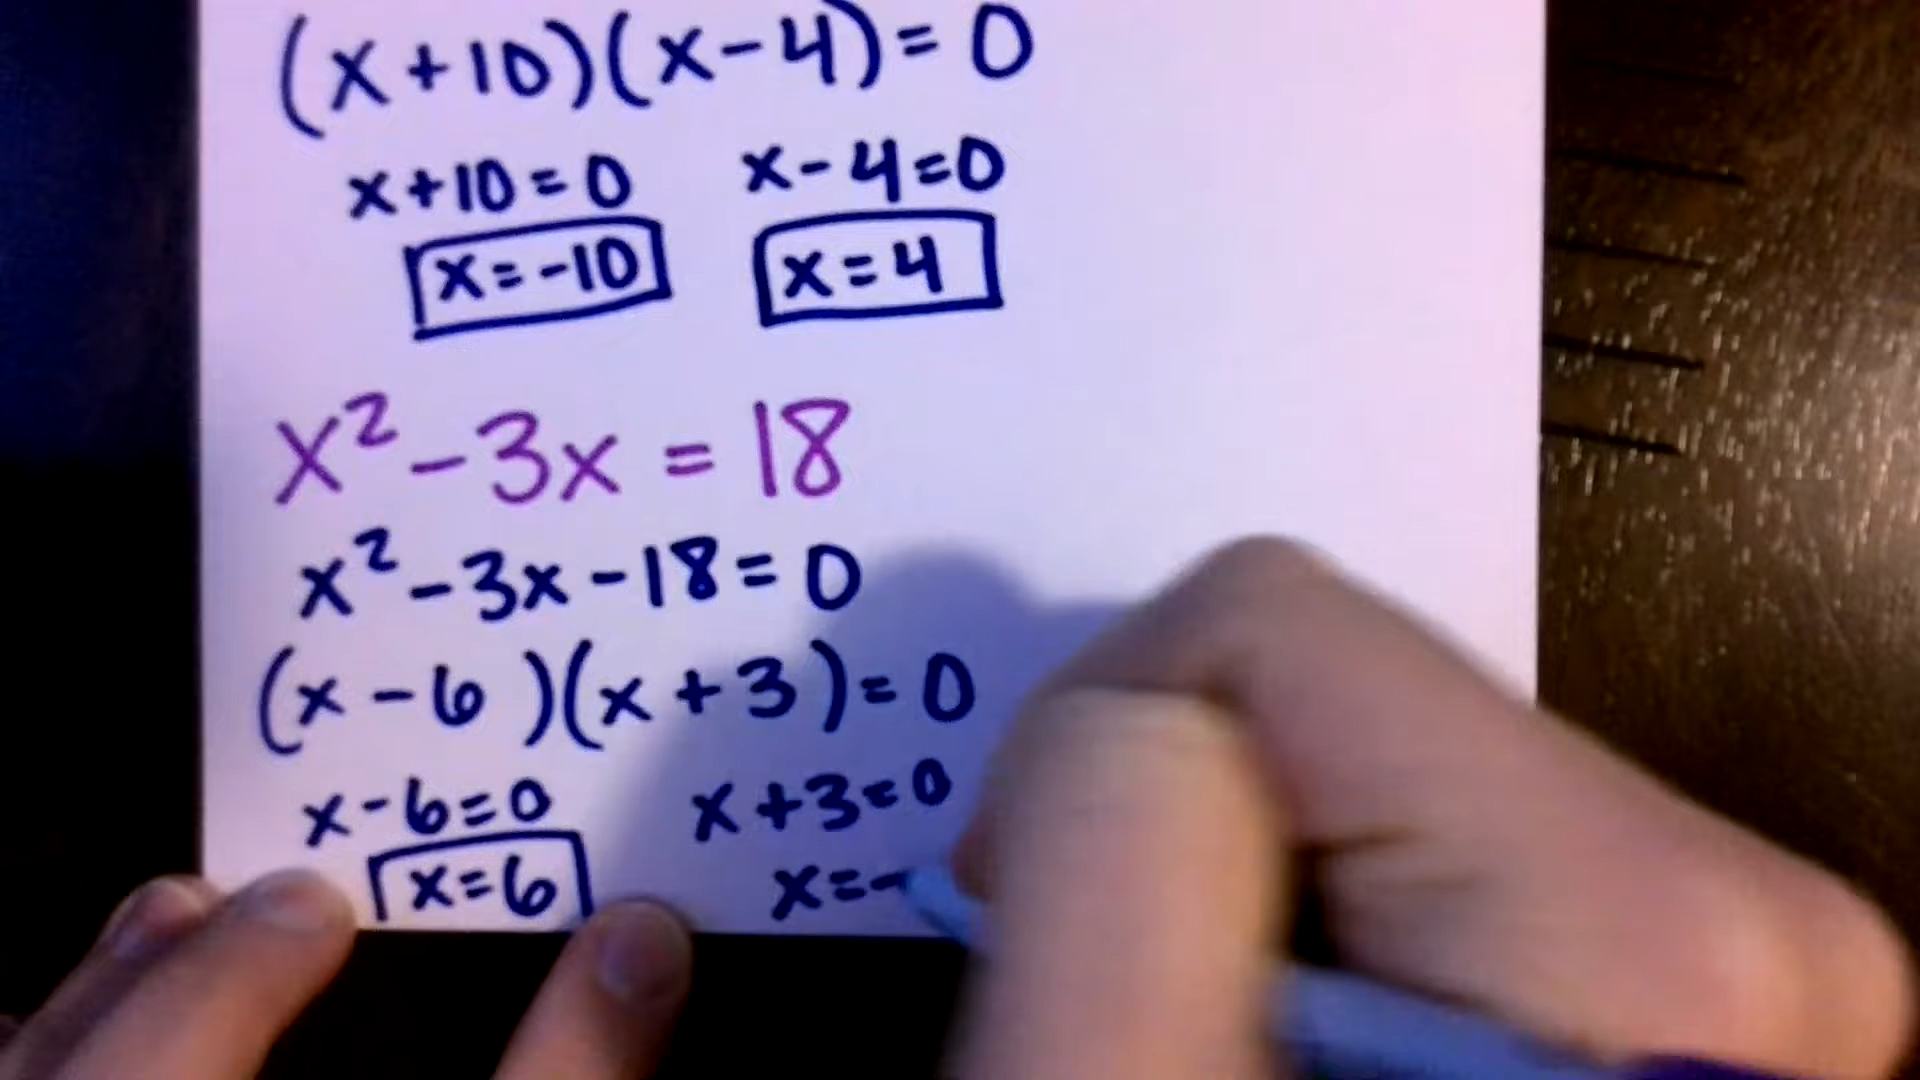 (x+10)(x-4)=0
x+10=0 x-4=0
x=-10 x=4
x²-3x=18
x²-3x-18=0
(x-6)(x+3)=0
x-6=0 x+3=0
x=6 x=-